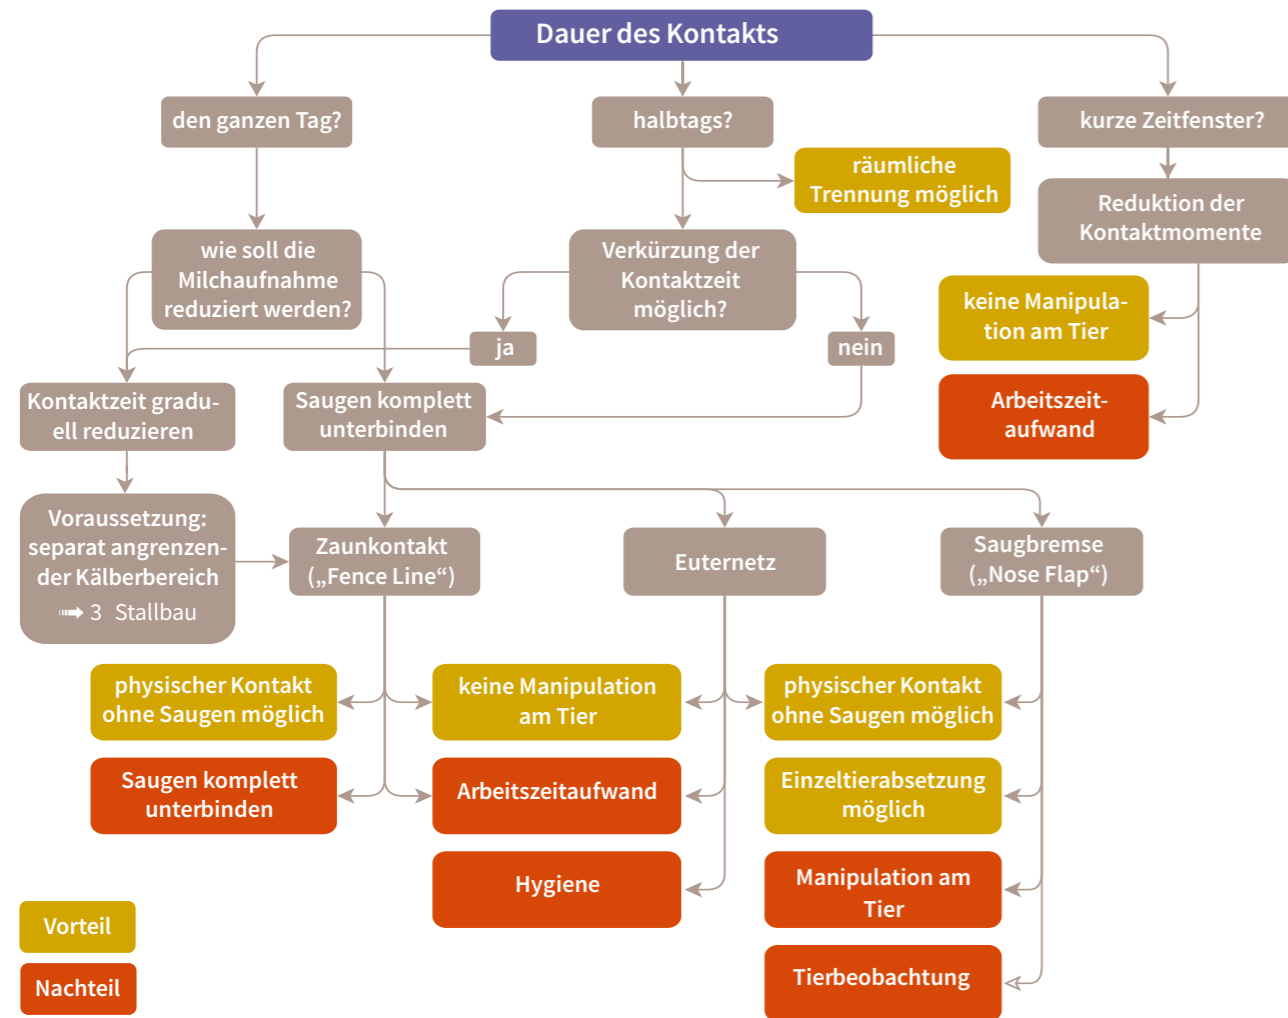 Dauer des Kontakts
den ganzen Tag?
halbtags?
kurze Zeitfenster?
räumliche
Trennung möglich
Reduktion der
Kontaktmomente
wie soll die
Milchaufnahme
reduziert werden?
Verkürzung der
Kontaktzeit
möglich?
keine Manipula-
tion am Tier
ja
nein
Arbeitszeit-
aufwand
Kontaktzeit gradu-
ell reduzieren
Saugen komplett
unterbinden
Voraussetzung:
separat angrenzen-
der Kälberbereich
➟ 3 Stallbau
Zaunkontakt
(„Fence Line“)
Euternetz
Saugbremse
(„Nose Flap“)
physischer Kontakt
ohne Saugen möglich
keine Manipulation
am Tier
physischer Kontakt
ohne Saugen möglich
Saugen komplett
unterbinden
Arbeitszeitaufwand
Einzeltierabsetzung
möglich
Hygiene
Manipulation am
Tier
Tierbeobachtung
Vorteil
Nachteil